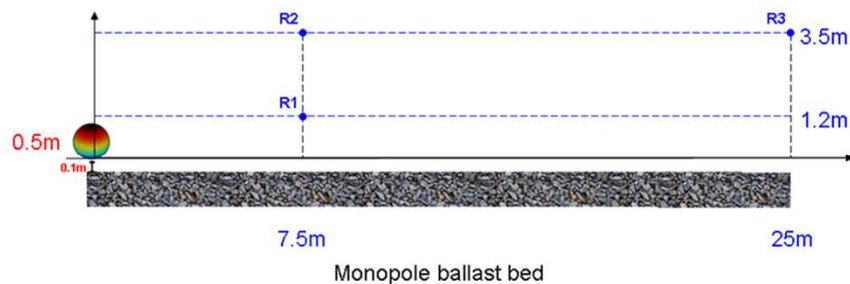 R2
R3
3.5m
R1
1.2m
0.5m
0.1m
7.5m
25m
Monopole ballast bed